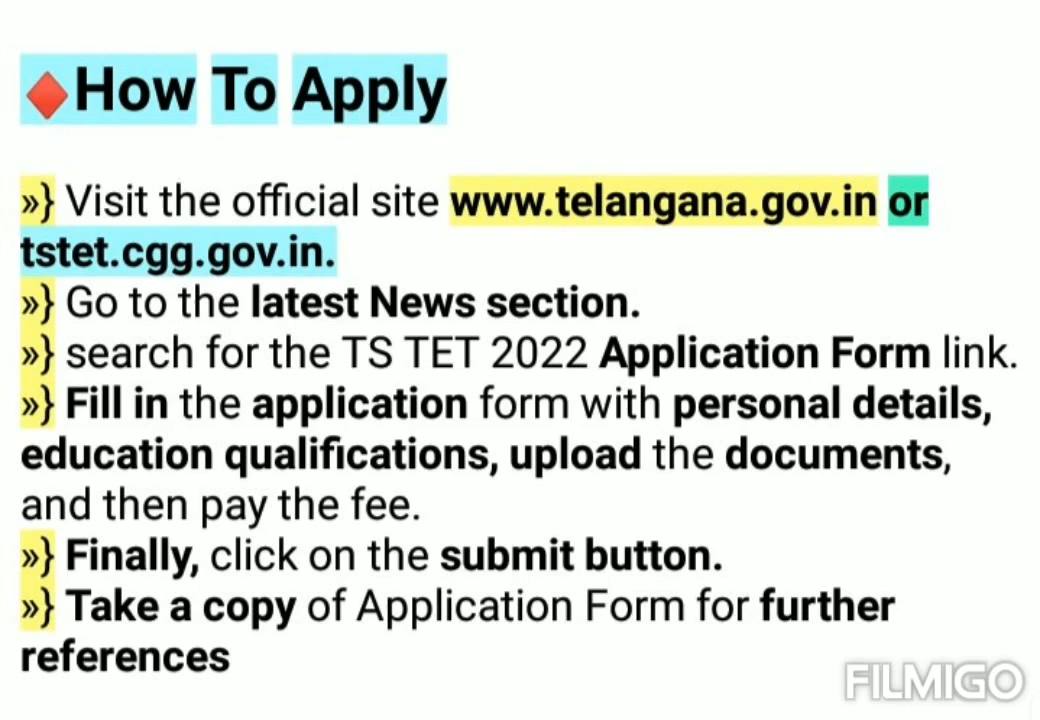 ♦How To Apply
»} Visit the official site www.telangana.gov.in or
tstet.cgg.gov.in.
»} Go to the latest News section.
»} search for the TS TET 2022 Application Form link.
»} Fill in the application form with personal details,
education qualifications, upload the documents,
and then pay the fee.
»} Finally, click on the submit button.
»} Take a copy of Application Form for further
references
FILMIGO